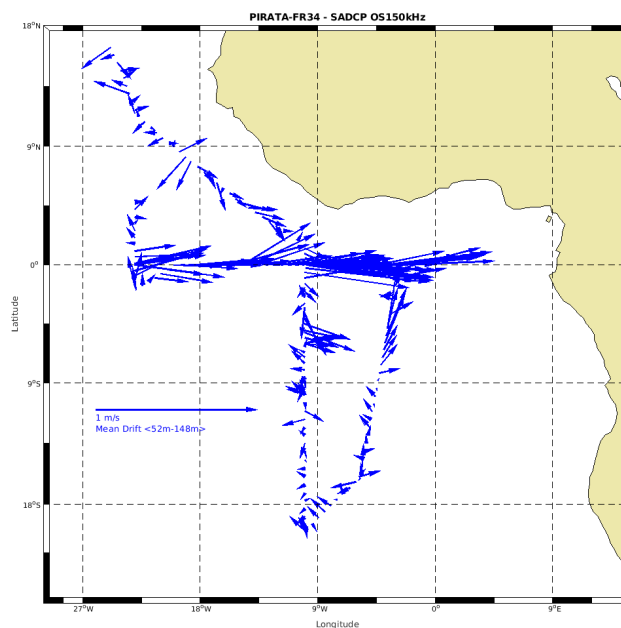 PIRATA-FR34 - SADCP OS150kHz
18°N
9°N
0°
9°S
18°S
Latitude
1 m/s
Mean Drift <52m-148m>
27°W
18°W
9°W
0°
9°E
Longitude